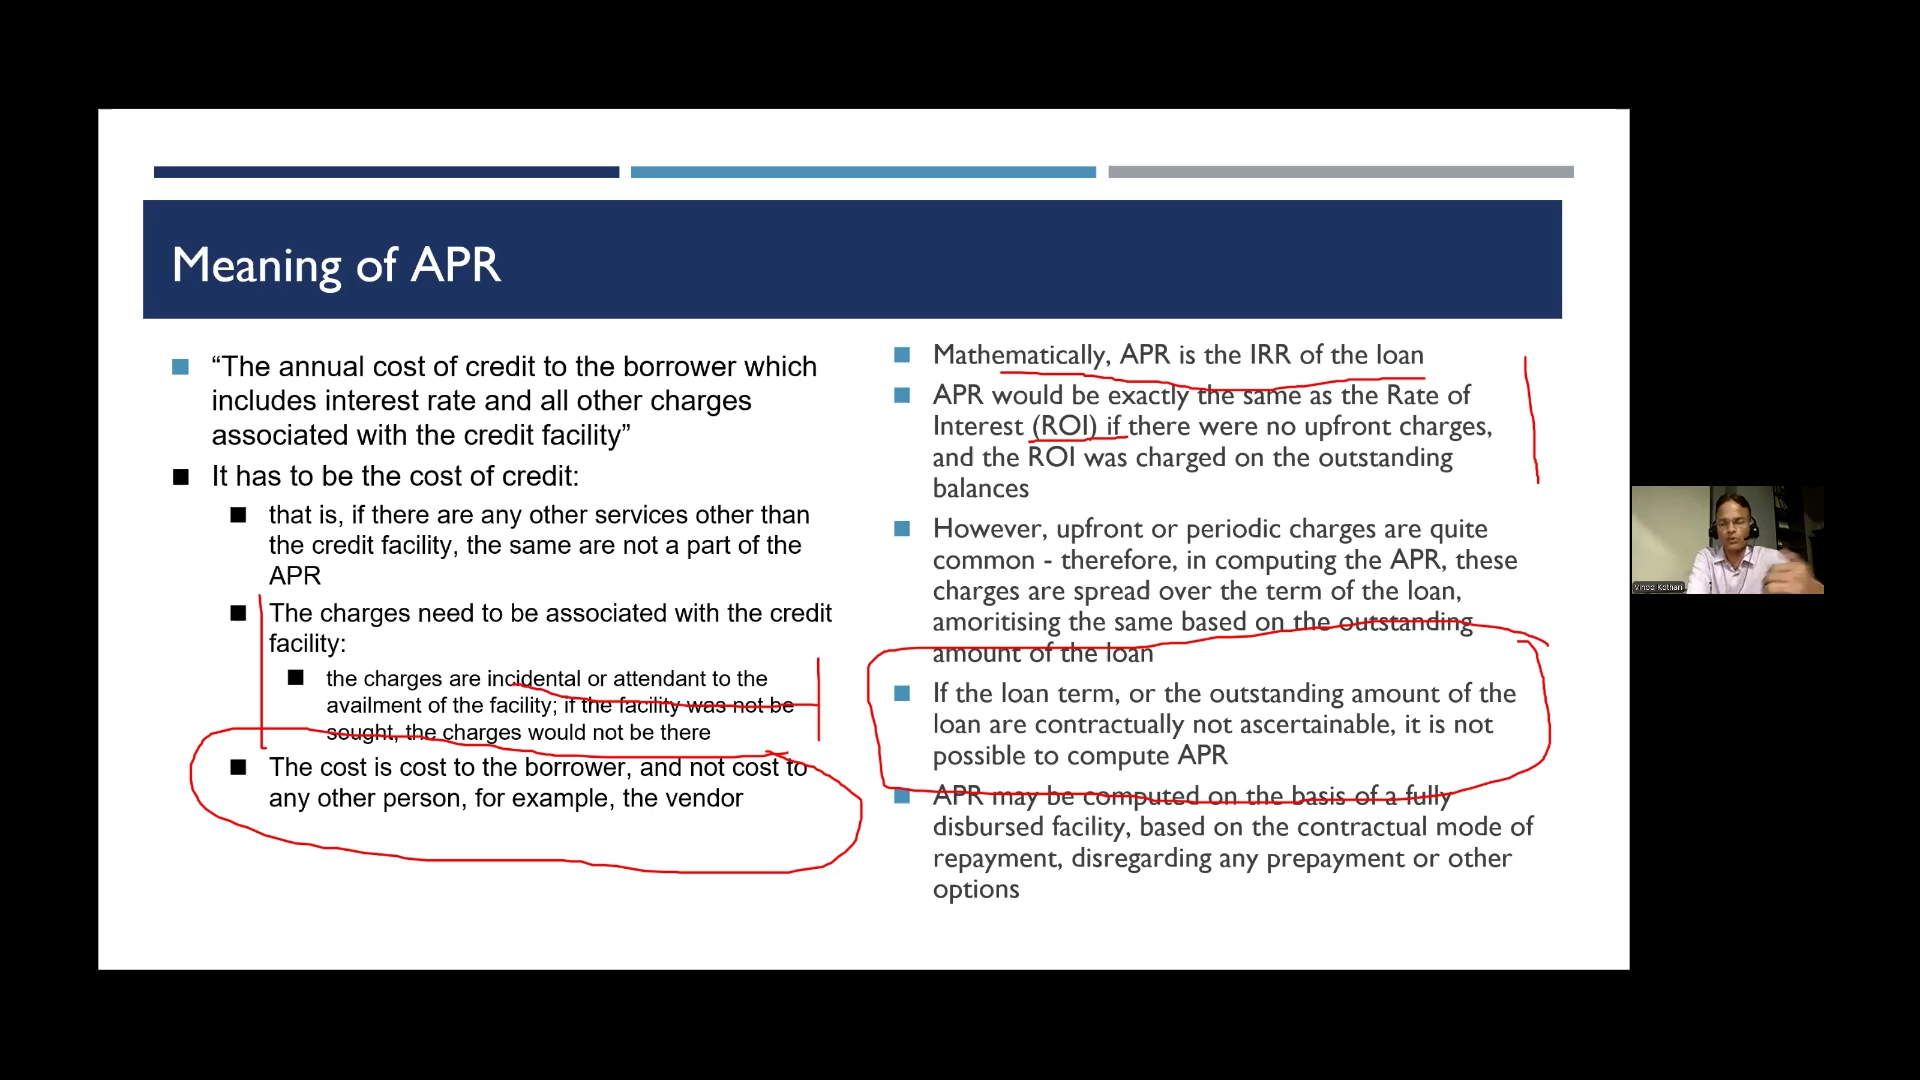 Meaning of APR
“The annual cost of credit to the borrower which
includes interest rate and all other charges
associated with the credit facility”
It has to be the cost of credit:
that is, if there are any other services other than
the credit facility, the same are not a part of the
APR
The charges need to be associated with the credit
facility:
the charges are incidental or attendant to the
availment of the facility; if the facility was not be
sought, the charges would not be there
The cost is cost to the borrower, and not cost to
any other person, for example, the vendor
Mathematically, APR is the IRR of the loan
APR would be exactly the same as the Rate of
Interest (ROI) if there were no upfront charges,
and the ROI was charged on the outstanding
balances
However, upfront or periodic charges are quite
common - therefore, in computing the APR, these
charges are spread over the term of the loan,
amoritising the same based on the outstanding
amount of the loan
If the loan term, or the outstanding amount of the
loan are contractually not ascertainable, it is not
possible to compute APR
APR may be computed on the basis of a fully
disbursed facility, based on the contractual mode of
repayment, disregarding any prepayment or other
options
Vinod Kothari